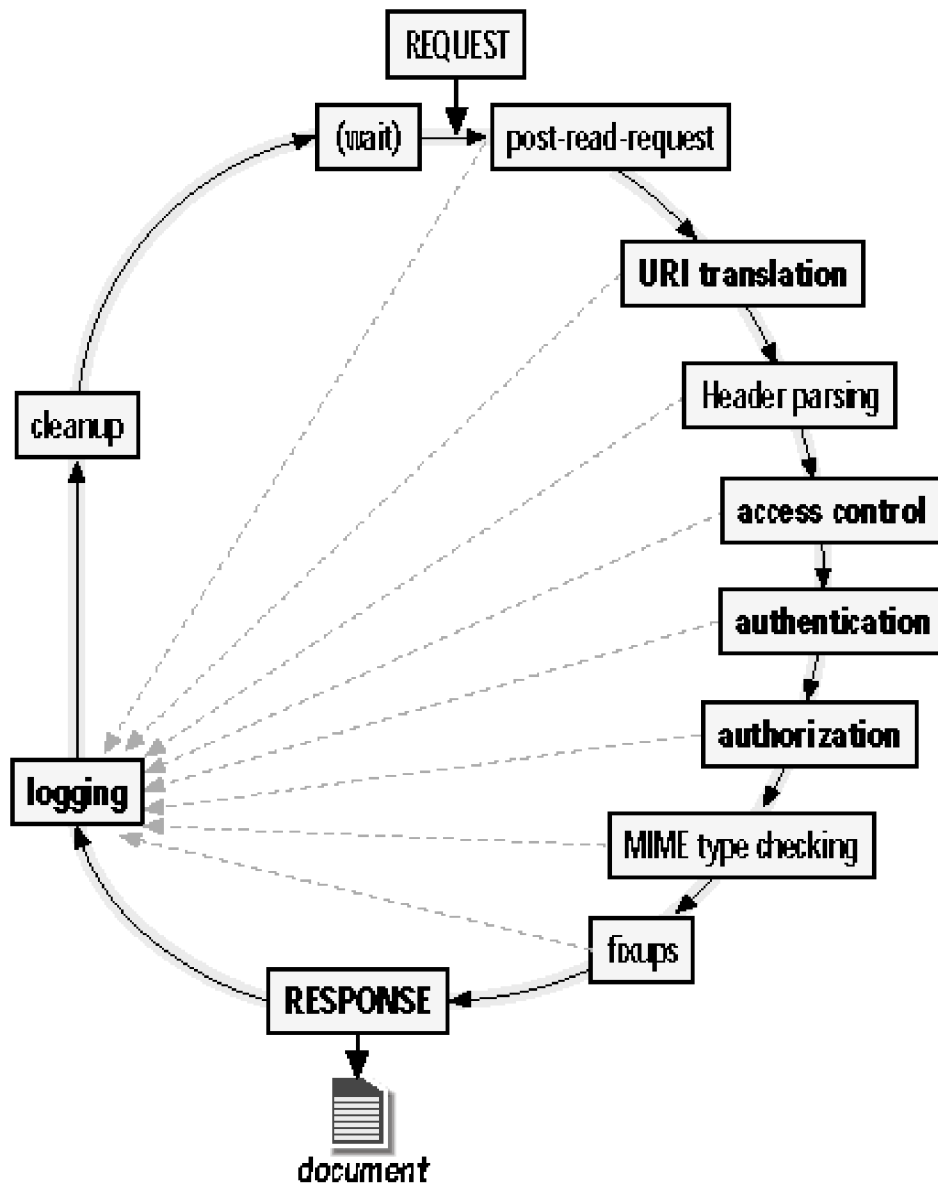 REQUEST
(wait)
post-read-request
URI translation
Header parsing
cleanup
access control
authentication
authorization
logging
MIME type checking
fixups
RESPONSE
document